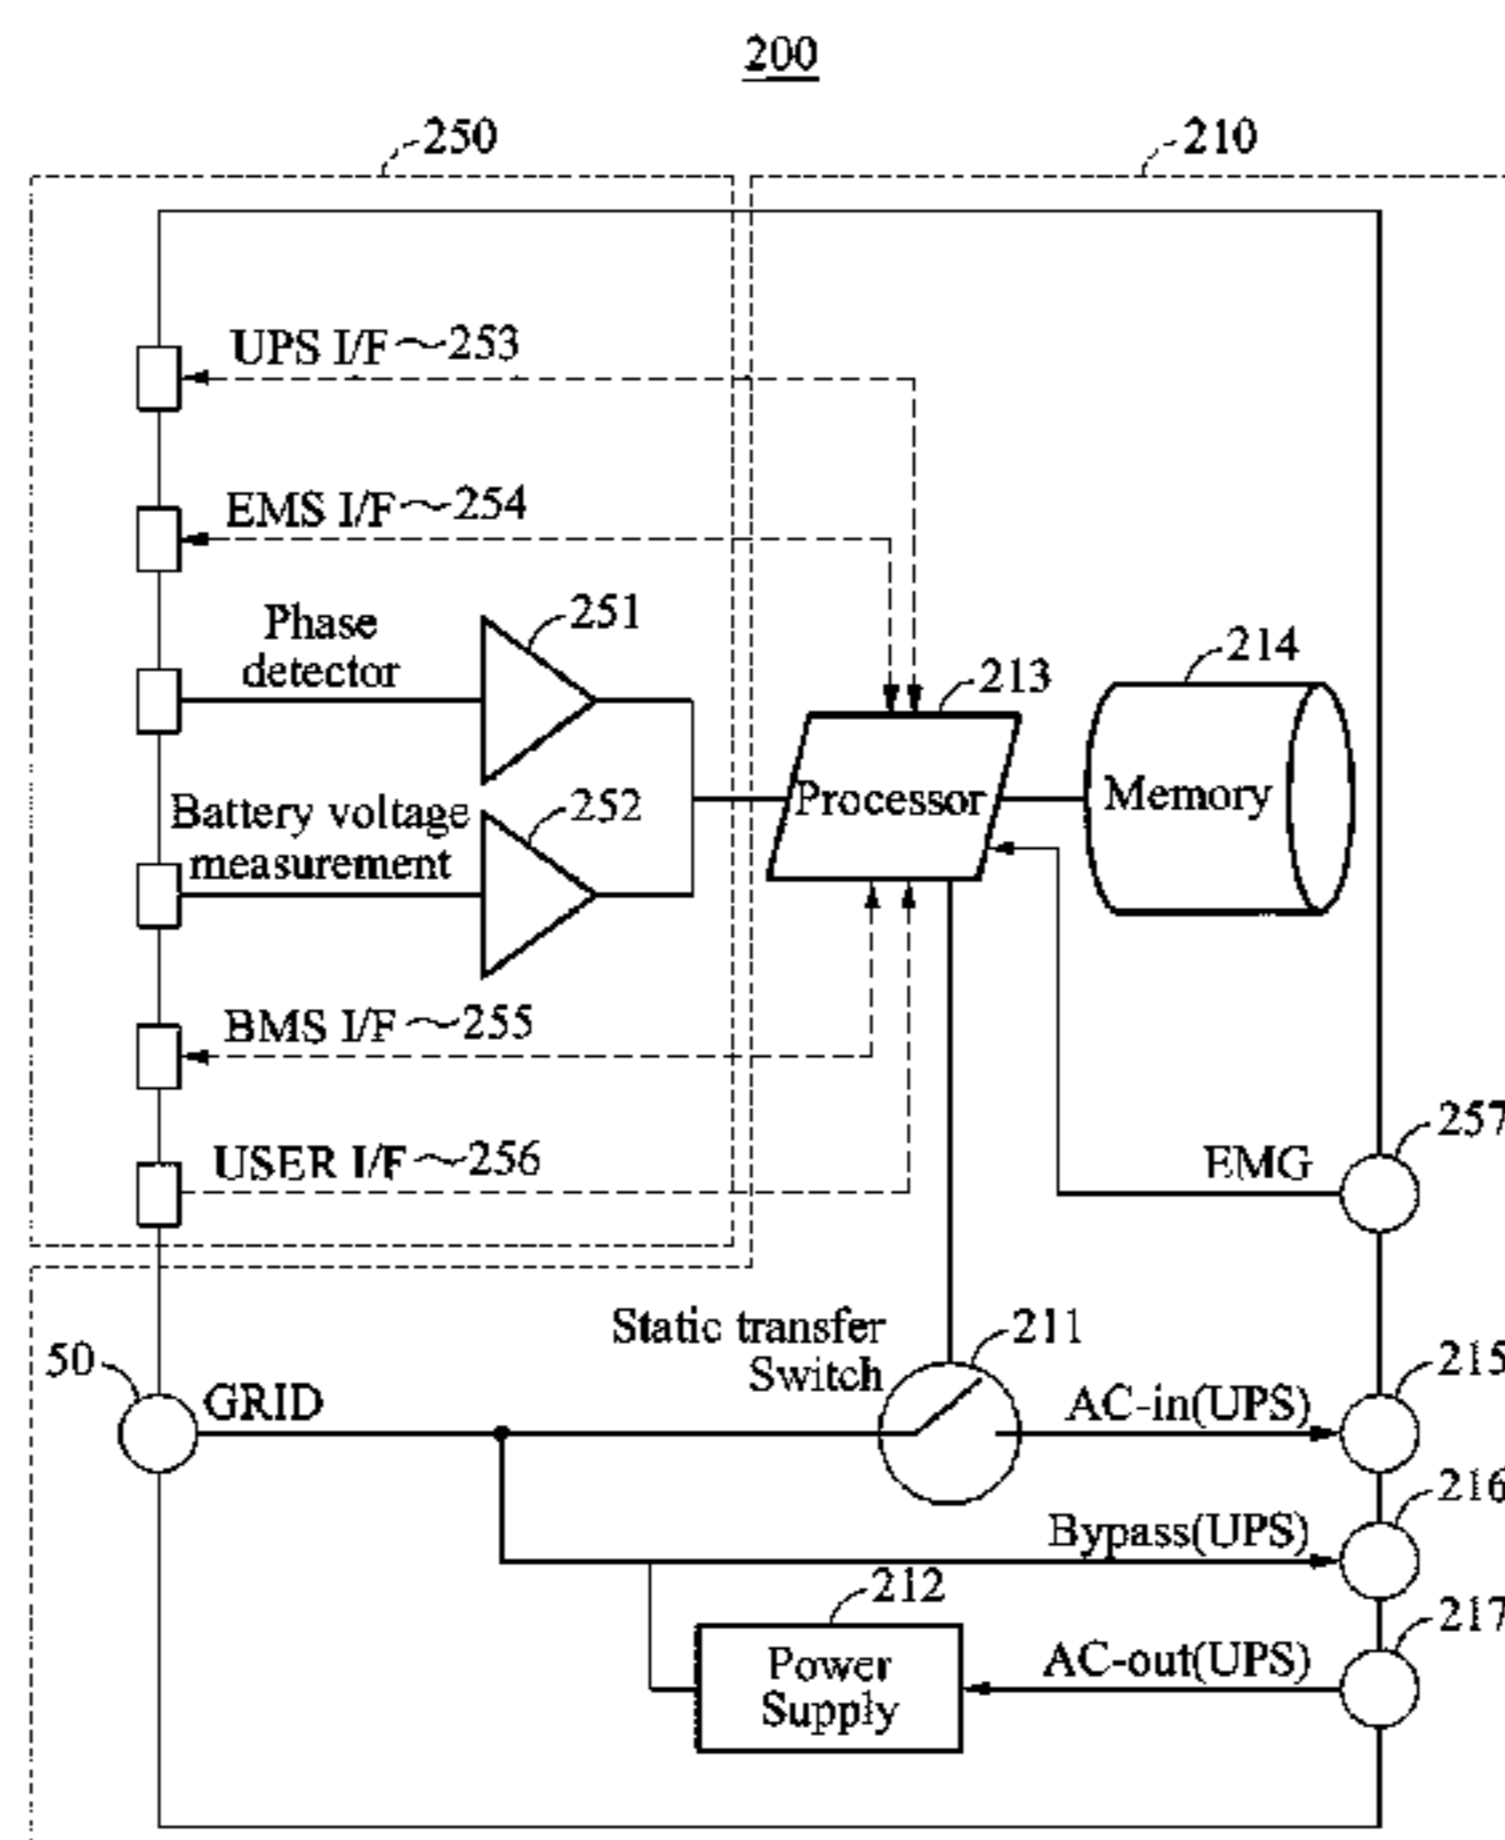 200
250
210
UPS I/F～253
EMS I/F～254
251
Phase
detector
213
214
Processor
Memory
252
Battery voltage
measurement
BMS I/F～255
USER I/F～256
257
EMG
Static transfer
Switch
211
215
50
GRID
AC-in(UPS)
216
Bypass(UPS)
212
217
Power
Supply
AC-out(UPS)